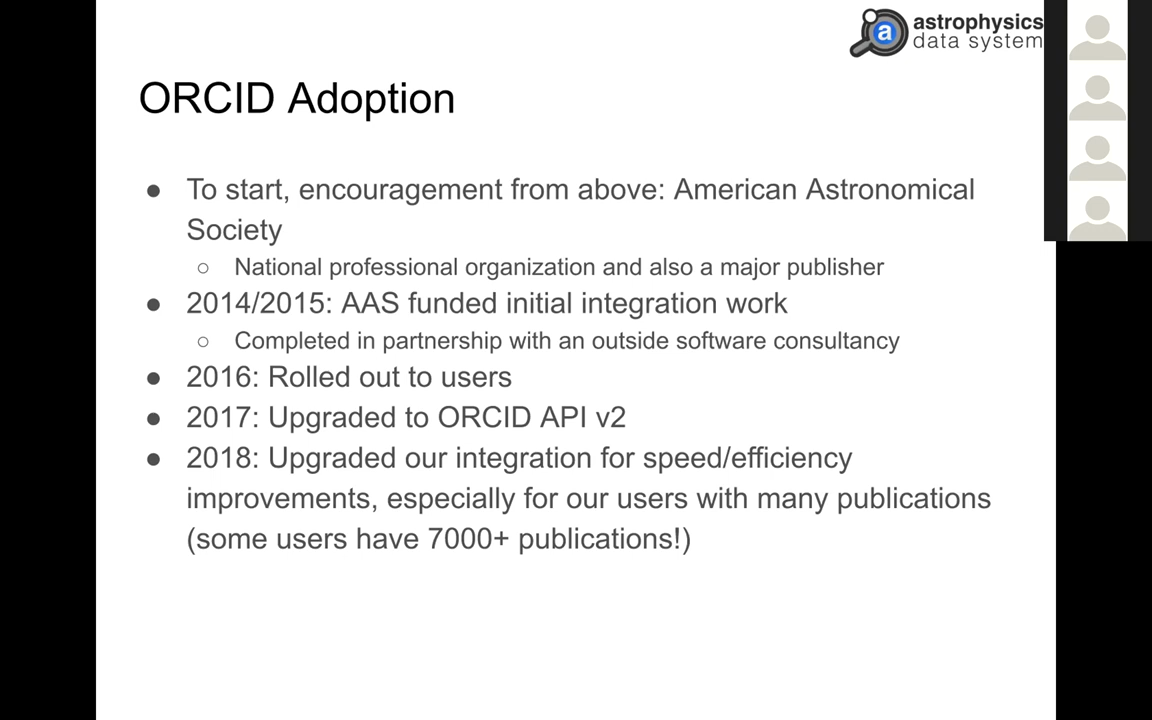 astrophysics
data system
ORCID Adoption
● To start, encouragement from above: American Astronomical
Society
○ National professional organization and also a major publisher
● 2014/2015: AAS funded initial integration work
○ Completed in partnership with an outside software consultancy
● 2016: Rolled out to users
● 2017: Upgraded to ORCID API v2
● 2018: Upgraded our integration for speed/efficiency
improvements, especially for our users with many publications
(some users have 7000+ publications!)